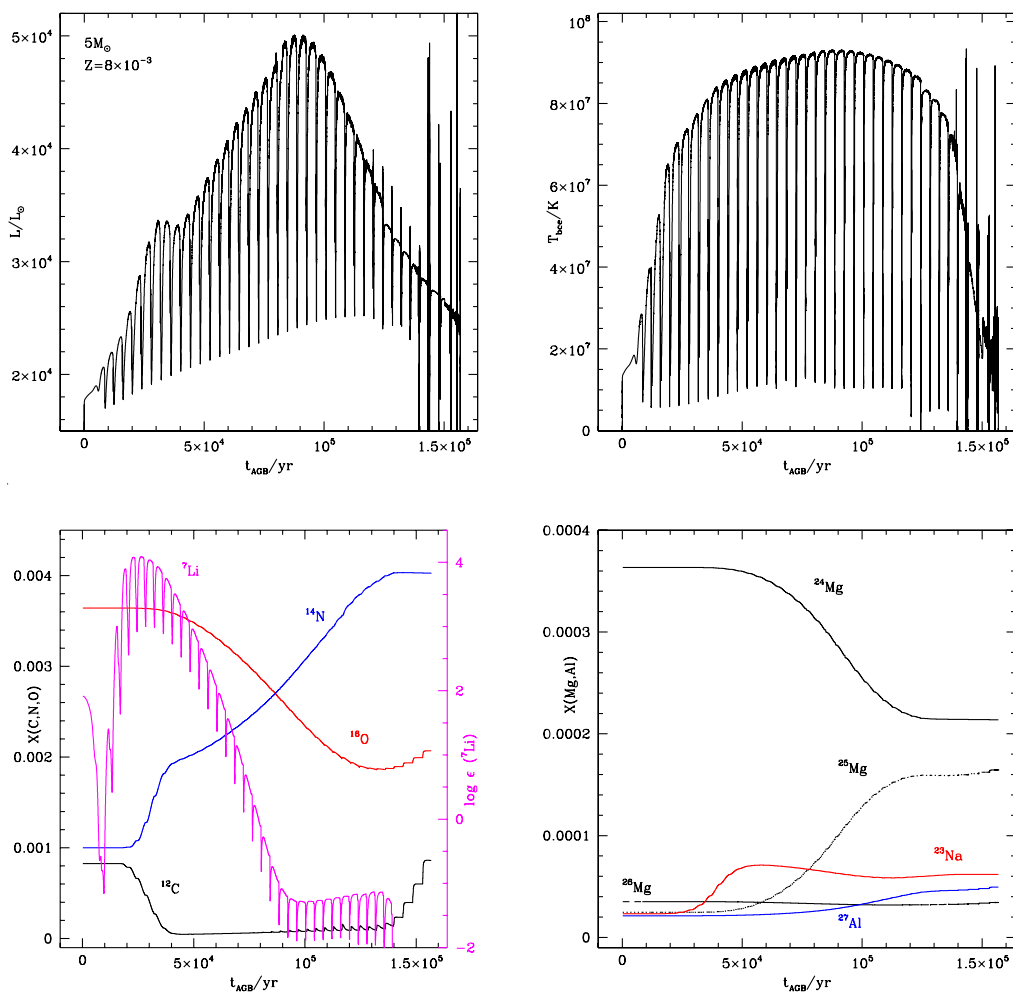 5M☉
Z=8×10⁻³
5×10⁴
4×10⁴
3×10⁴
2×10⁴
L/L☉
0
5×10⁴
10⁵
1.5×10⁵
t_AGB/yr
10⁸
8×10⁷
6×10⁷
4×10⁷
2×10⁷
0
T_bce/K
0
5×10⁴
10⁵
1.5×10⁵
t_AGB/yr
0.004
0.003
0.002
0.001
0
X(C,N,O)
⁷Li
¹⁴N
¹⁶O
¹²C
4
2
0
-2
log ε (⁷Li)
0
5×10⁴
10⁵
1.5×10⁵
t_AGB/yr
0.0004
0.0003
0.0002
0.0001
0
X(Mg,Al)
²⁴Mg
²⁵Mg
²³Na
²⁶Mg
²⁷Al
0
5×10⁴
10⁵
1.5×10⁵
t_AGB/yr